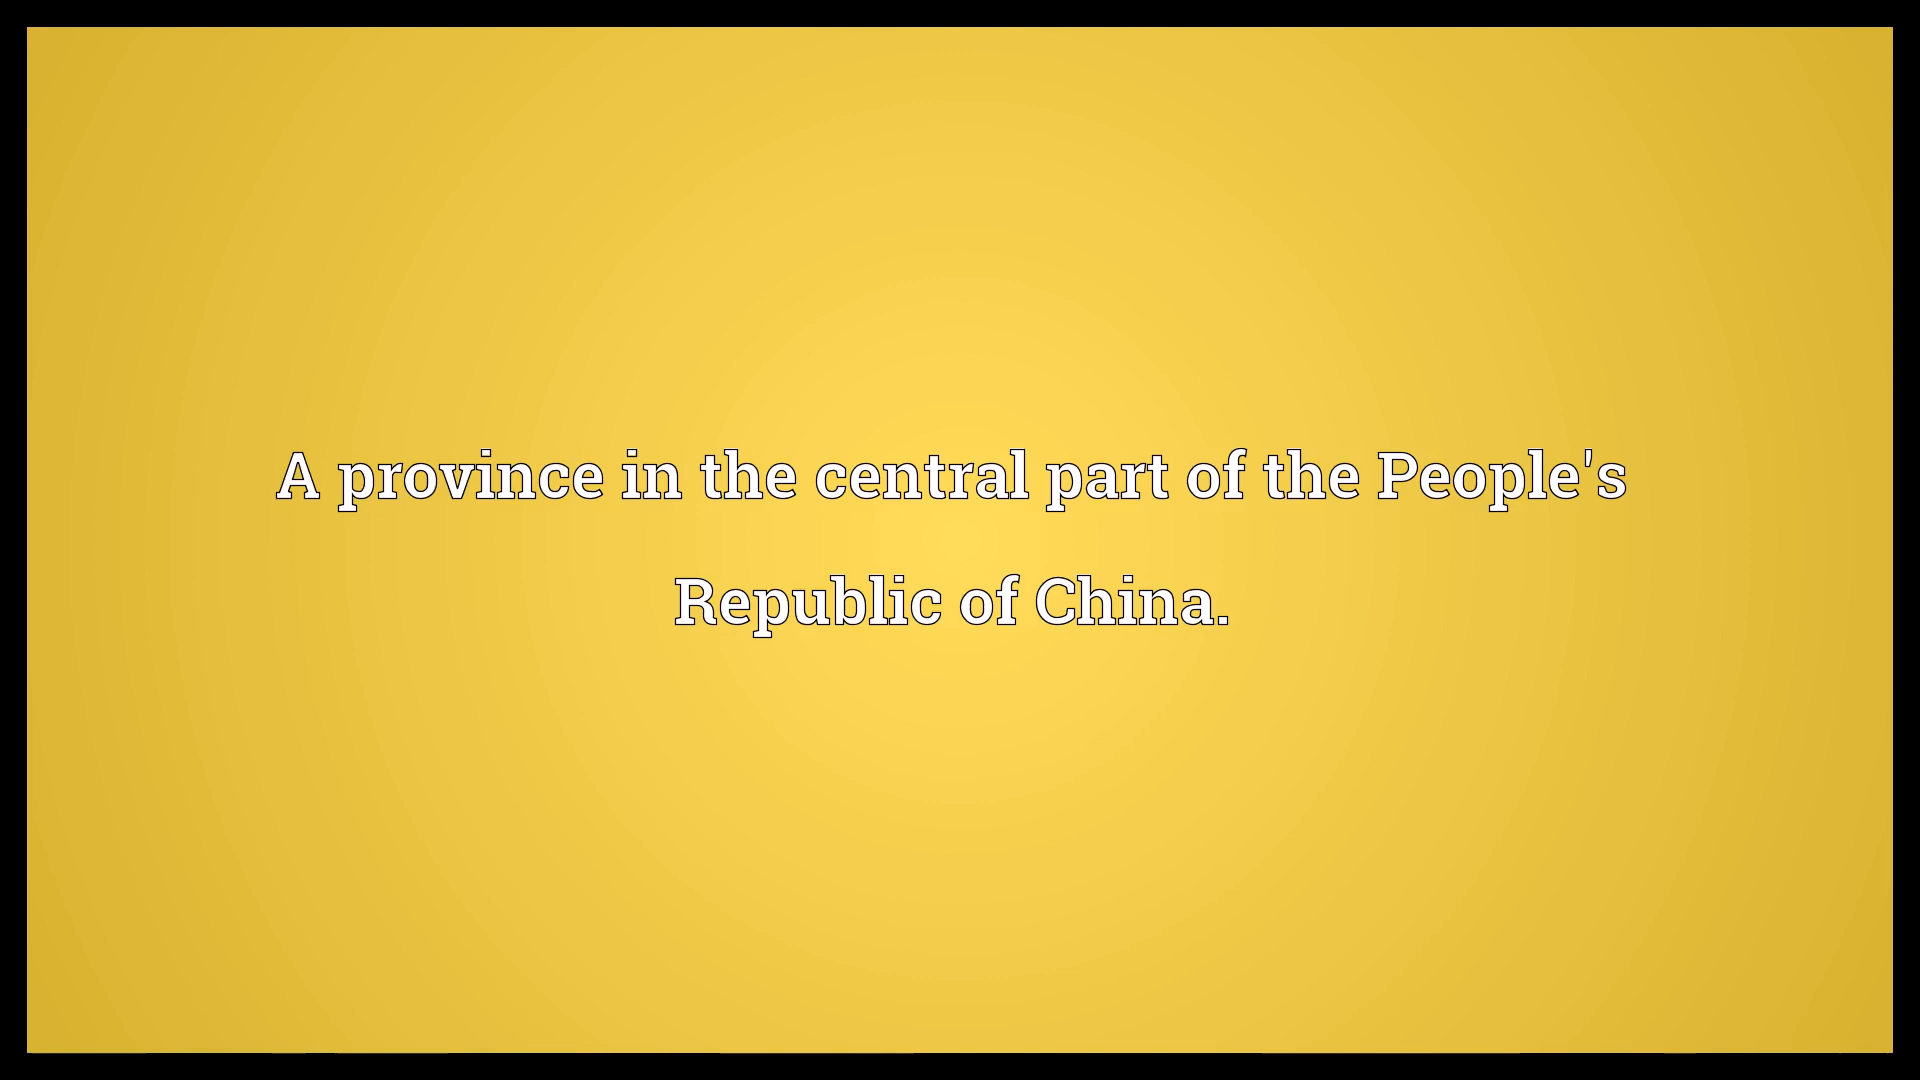 A province in the central part of the People's
Republic of China.